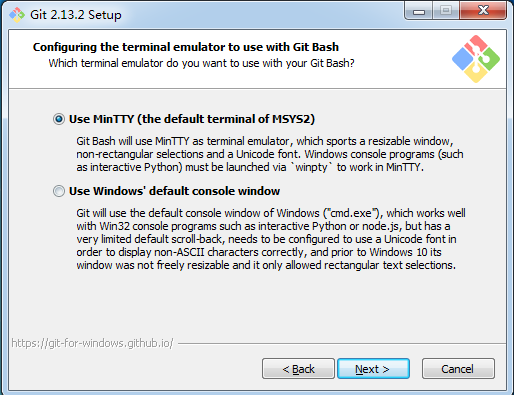 Git 2.13.2 Setup
Configuring the terminal emulator to use with Git Bash
Which terminal emulator do you want to use with your Git Bash?
Use MinTTY (the default terminal of MSYS2)
Git Bash will use MinTTY as terminal emulator, which sports a resizable window,
non-rectangular selections and a Unicode font. Windows console programs (such
as interactive Python) must be launched via `winpty` to work in MinTTY.
Use Windows' default console window
Git will use the default console window of Windows ("cmd.exe"), which works well
with Win32 console programs such as interactive Python or node.js, but has a
very limited default scroll-back, needs to be configured to use a Unicode font in
order to display non-ASCII characters correctly, and prior to Windows 10 its
window was not freely resizable and it only allowed rectangular text selections.
https://git-for-windows.github.io/
< Back
Next >
Cancel